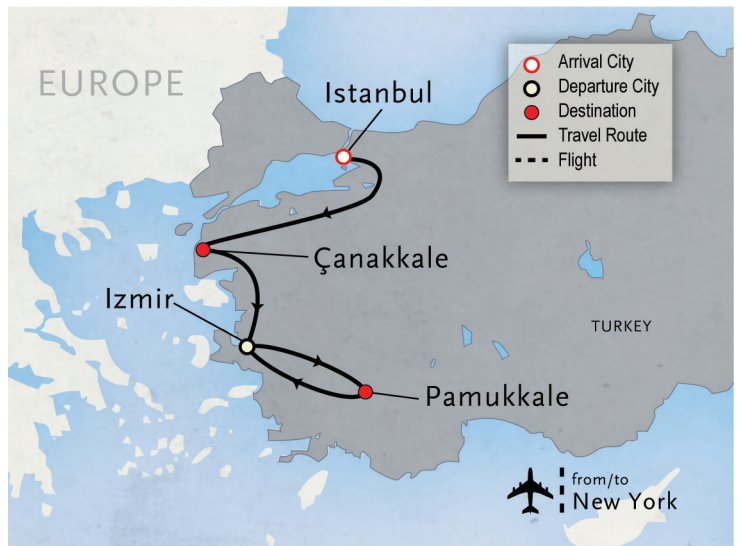 EUROPE
Istanbul
Arrival City
Departure City
Destination
Travel Route
Flight
Çanakkale
Izmir
TURKEY
Pamukkale
from/to
New York